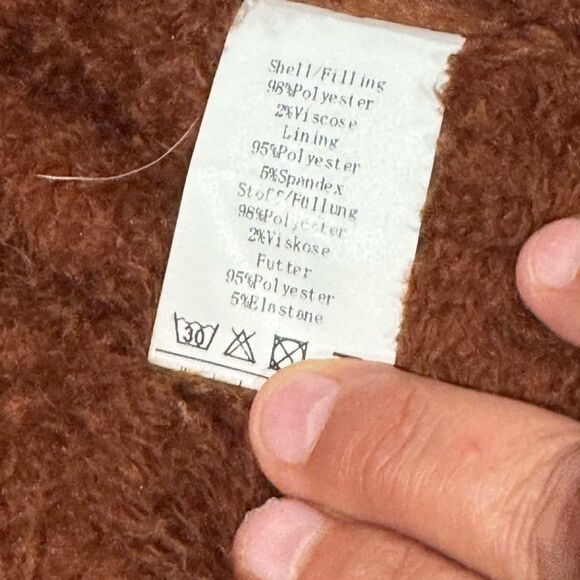 Shell/Filling
98%Polyester
2%Viscose
Lining
95%Polyester
5%Spandex
Stoff/Füllung
98%Polyester
2%Viskose
Futter
95%Polyester
5%Elastane
30